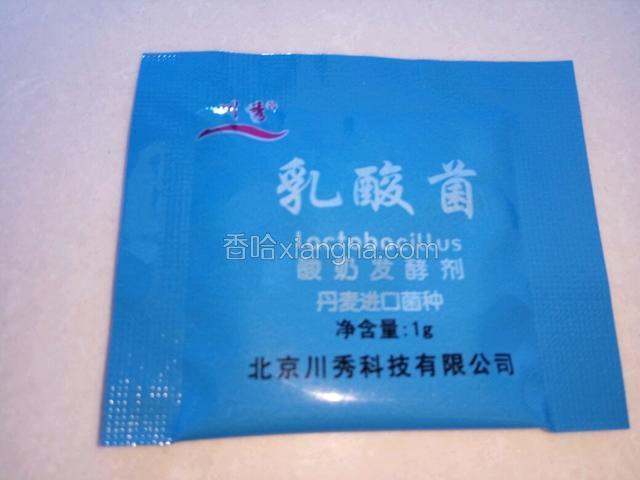 川秀
乳酸菌
Lactobacillus
香哈xiangha.com
酸奶发酵剂
丹麦进口菌种
净含量:1g
北京川秀科技有限公司